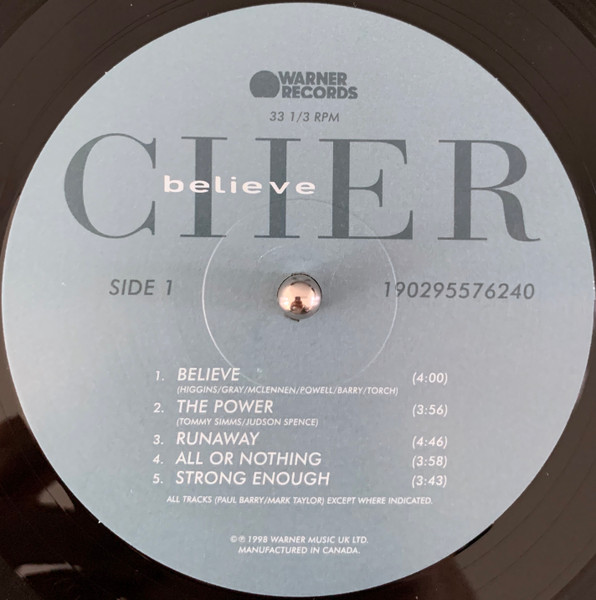 WARNER
RECORDS
33 1/3 RPM
CHER
believe
SIDE 1 190295576240
1. BELIEVE (4:00)
(HIGGINS/GRAY/MCLENNEN/POWELL/BARRY/TORCH)
2. THE POWER (3:56)
(TOMMY SIMMS/JUDSON SPENCE)
3. RUNAWAY (4:46)
4. ALL OR NOTHING (3:58)
5. STRONG ENOUGH (3:43)
ALL TRACKS (PAUL BARRY/MARK TAYLOR) EXCEPT WHERE INDICATED.
©℗ 1998 WARNER MUSIC UK LTD.
MANUFACTURED IN CANADA.